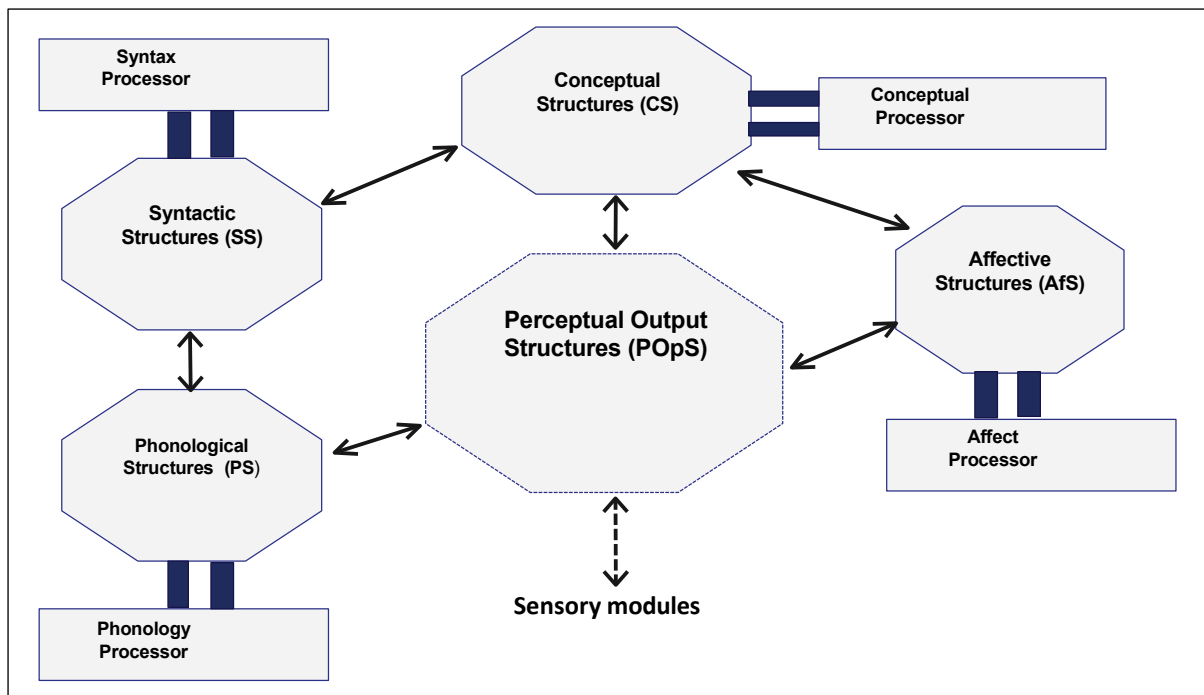 Syntax
Processor
Conceptual
Structures (CS)
Conceptual
Processor
Syntactic
Structures (SS)
Affective
Structures (AfS)
Perceptual Output
Structures (POpS)
Phonological
Structures (PS)
Affect
Processor
Sensory modules
Phonology
Processor